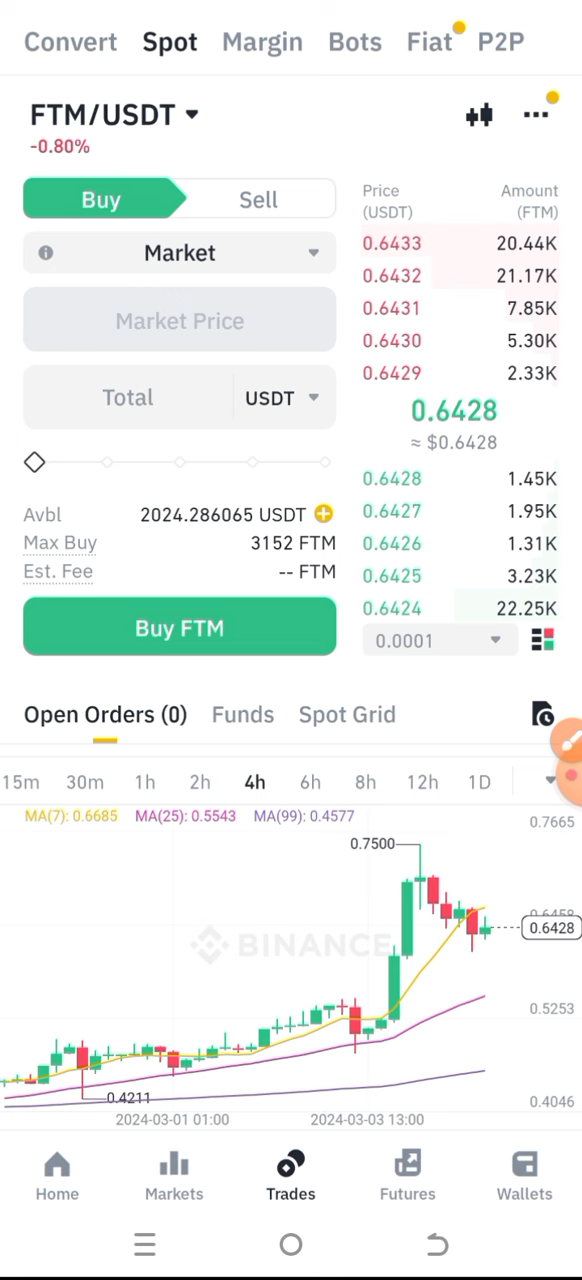 Convert Spot Margin Bots Fiat P2P
FTM/USDT
-0.80%
Buy Sell
Market
Market Price
Total USDT
Avbl 2024.286065 USDT
Max Buy 3152 FTM
Est. Fee -- FTM
Buy FTM
Price Amount
(USDT) (FTM)
0.6433 20.44K
0.6432 21.17K
0.6431 7.85K
0.6430 5.30K
0.6429 2.33K
0.6428
≈ $0.6428
0.6428 1.45K
0.6427 1.95K
0.6426 1.31K
0.6425 3.23K
0.6424 22.25K
0.0001
Open Orders (0) Funds Spot Grid
15m 30m 1h 2h 4h 6h 8h 12h 1D
MA(7): 0.6685 MA(25): 0.5543 MA(99): 0.4577
0.7665
0.7500
0.6428
BINANCE
0.5253
0.4211
0.4046
2024-03-01 01:00 2024-03-03 13:00
Home Markets Trades Futures Wallets